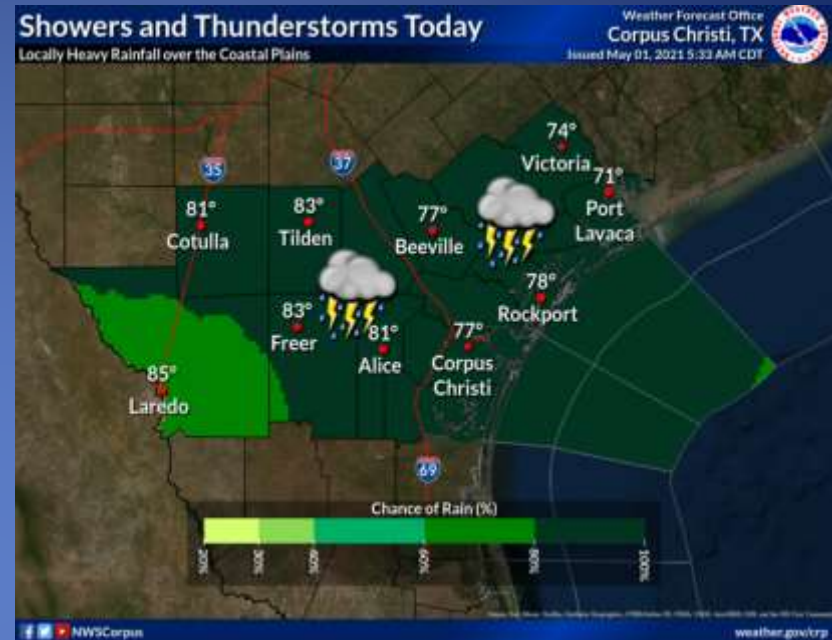 Showers and Thunderstorms Today
Locally Heavy Rainfall over the Coastal Plains
Weather Forecast Office
Corpus Christi, TX
Issued May 01, 2021 5:33 AM CDT
35
37
74°
Victoria
71°
Port
Lavaca
81°
Cotulla
83°
Tilden
77°
Beeville
78°
Rockport
83°
Freer
81°
Alice
77°
Corpus
Christi
85°
Laredo
69
Chance of Rain (%)
20%
30%
40%
60%
80%
100%
NWSCorpus
weather.gov/crp